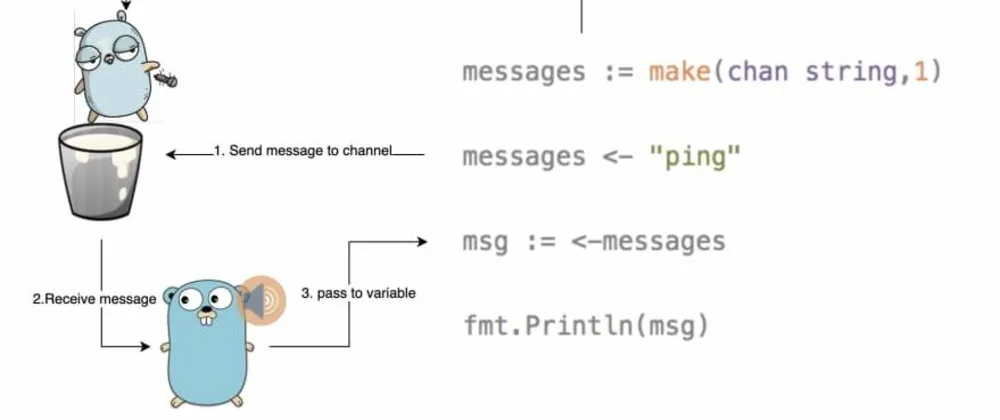 messages := make(chan string,1)
1. Send message to channel
messages <- "ping"
msg := <-messages
2.Receive message
3. pass to variable
fmt.Println(msg)